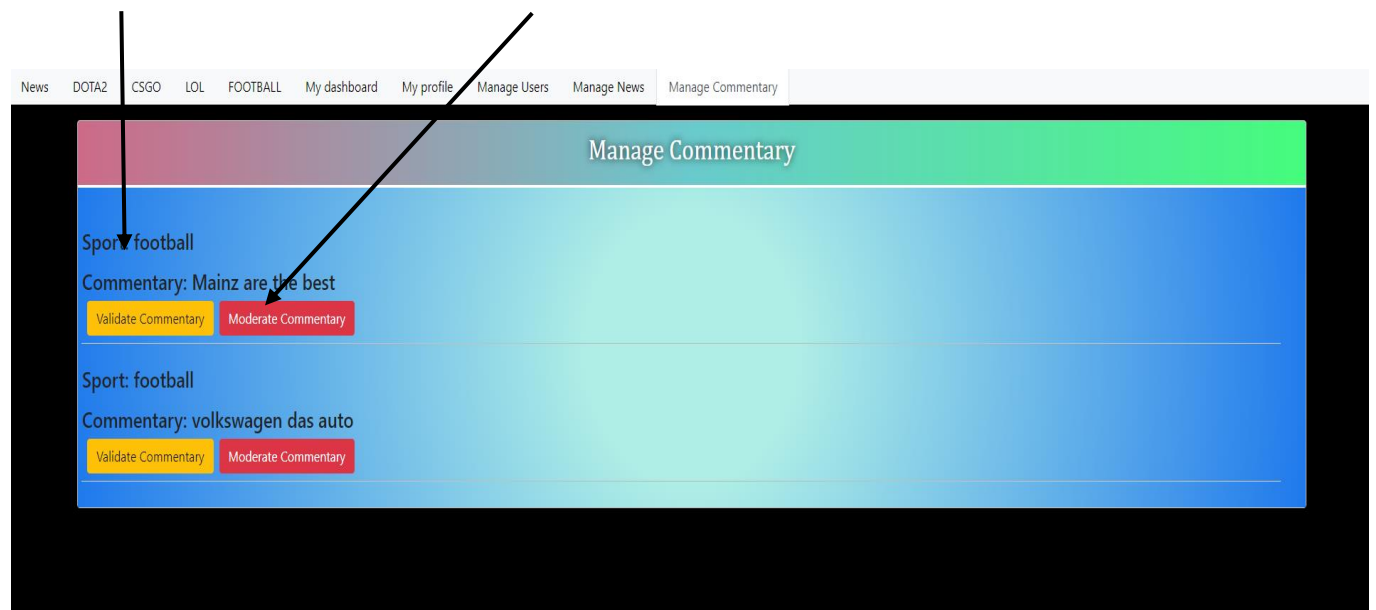 News DOTA2 CSGO LOL FOOTBALL My dashboard My profile Manage Users Manage News Manage Commentary
Manage Commentary
Sport: football
Commentary: Mainz are the best
Validate Commentary Moderate Commentary
Sport: football
Commentary: volkswagen das auto
Validate Commentary Moderate Commentary